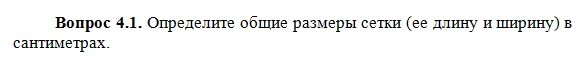 Вопрос 4.1. Определите общие размеры сетки (ее длину и ширину) в
сантиметрах.